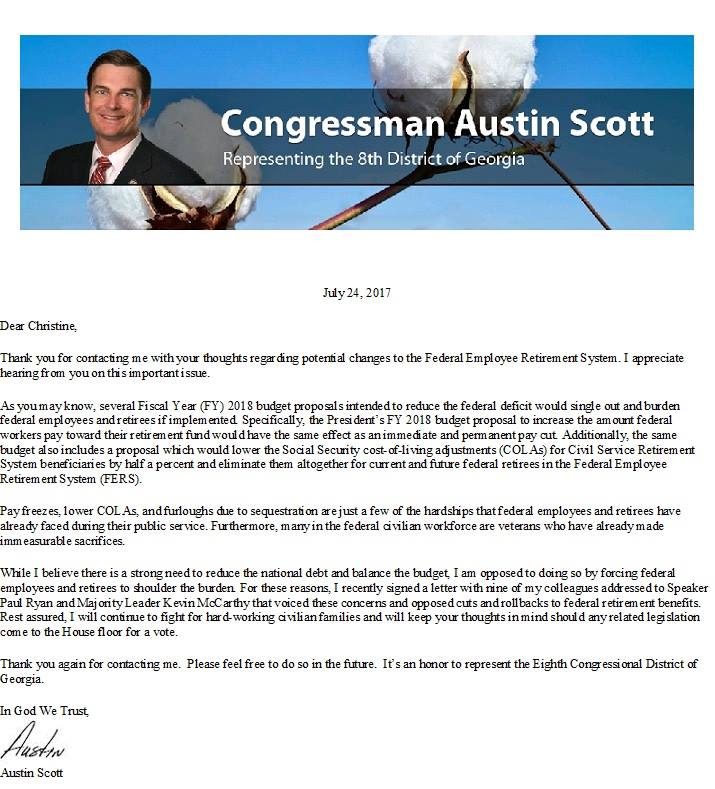 Congressman Austin Scott
Representing the 8th District of Georgia
July 24, 2017
Dear Christine,
Thank you for contacting me with your thoughts regarding potential changes to the Federal Employee Retirement System. I appreciate
hearing from you on this important issue.
As you may know, several Fiscal Year (FY) 2018 budget proposals intended to reduce the federal deficit would single out and burden
federal employees and retirees if implemented. Specifically, the President's FY 2018 budget proposal to increase the amount federal
workers pay toward their retirement fund would have the same effect as an immediate and permanent pay cut. Additionally, the same
budget also includes a proposal which would lower the Social Security cost-of-living adjustments (COLAs) for Civil Service Retirement
System beneficiaries by half a percent and eliminate them altogether for current and future federal retirees in the Federal Employee
Retirement System (FERS).
Pay freezes, lower COLAs, and furloughs due to sequestration are just a few of the hardships that federal employees and retirees have
already faced during their public service. Furthermore, many in the federal civilian workforce are veterans who have already made
immeasurable sacrifices.
While I believe there is a strong need to reduce the national debt and balance the budget, I am opposed to doing so by forcing federal
employees and retirees to shoulder the burden. For these reasons, I recently signed a letter with nine of my colleagues addressed to Speaker
Paul Ryan and Majority Leader Kevin McCarthy that voiced these concerns and opposed cuts and rollbacks to federal retirement benefits.
Rest assured, I will continue to fight for hard-working civilian families and will keep your thoughts in mind should any related legislation
come to the House floor for a vote.
Thank you again for contacting me.  Please feel free to do so in the future.  It's an honor to represent the Eighth Congressional District of
Georgia.
In God We Trust,
Austin
Austin Scott